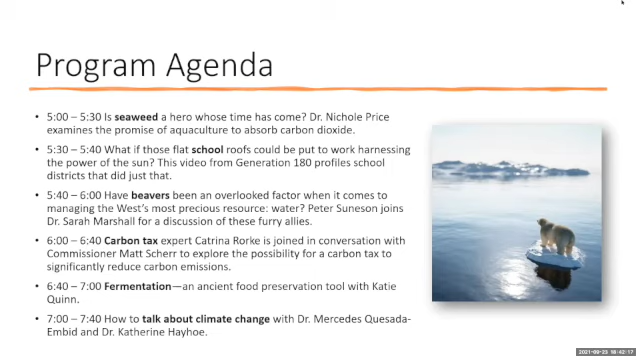 Program Agenda
• 5:00 – 5:30 Is seaweed a hero whose time has come? Dr. Nichole Price
examines the promise of aquaculture to absorb carbon dioxide.
• 5:30 – 5:40 What if those flat school roofs could be put to work harnessing
the power of the sun? This video from Generation 180 profiles school
districts that did just that.
• 5:40 – 6:00 Have beavers been an overlooked factor when it comes to
managing the West's most precious resource: water? Peter Suneson joins
Dr. Sarah Marshall for a discussion of these furry allies.
• 6:00 – 6:40 Carbon tax expert Catrina Rorke is joined in conversation with
Commissioner Matt Scherr to explore the possibility for a carbon tax to
significantly reduce carbon emissions.
• 6:40 – 7:00 Fermentation—an ancient food preservation tool with Katie
Quinn.
• 7:00 – 7:40 How to talk about climate change with Dr. Mercedes Quesada-
Embid and Dr. Katherine Hayhoe.
2021-09-23 18:42:17